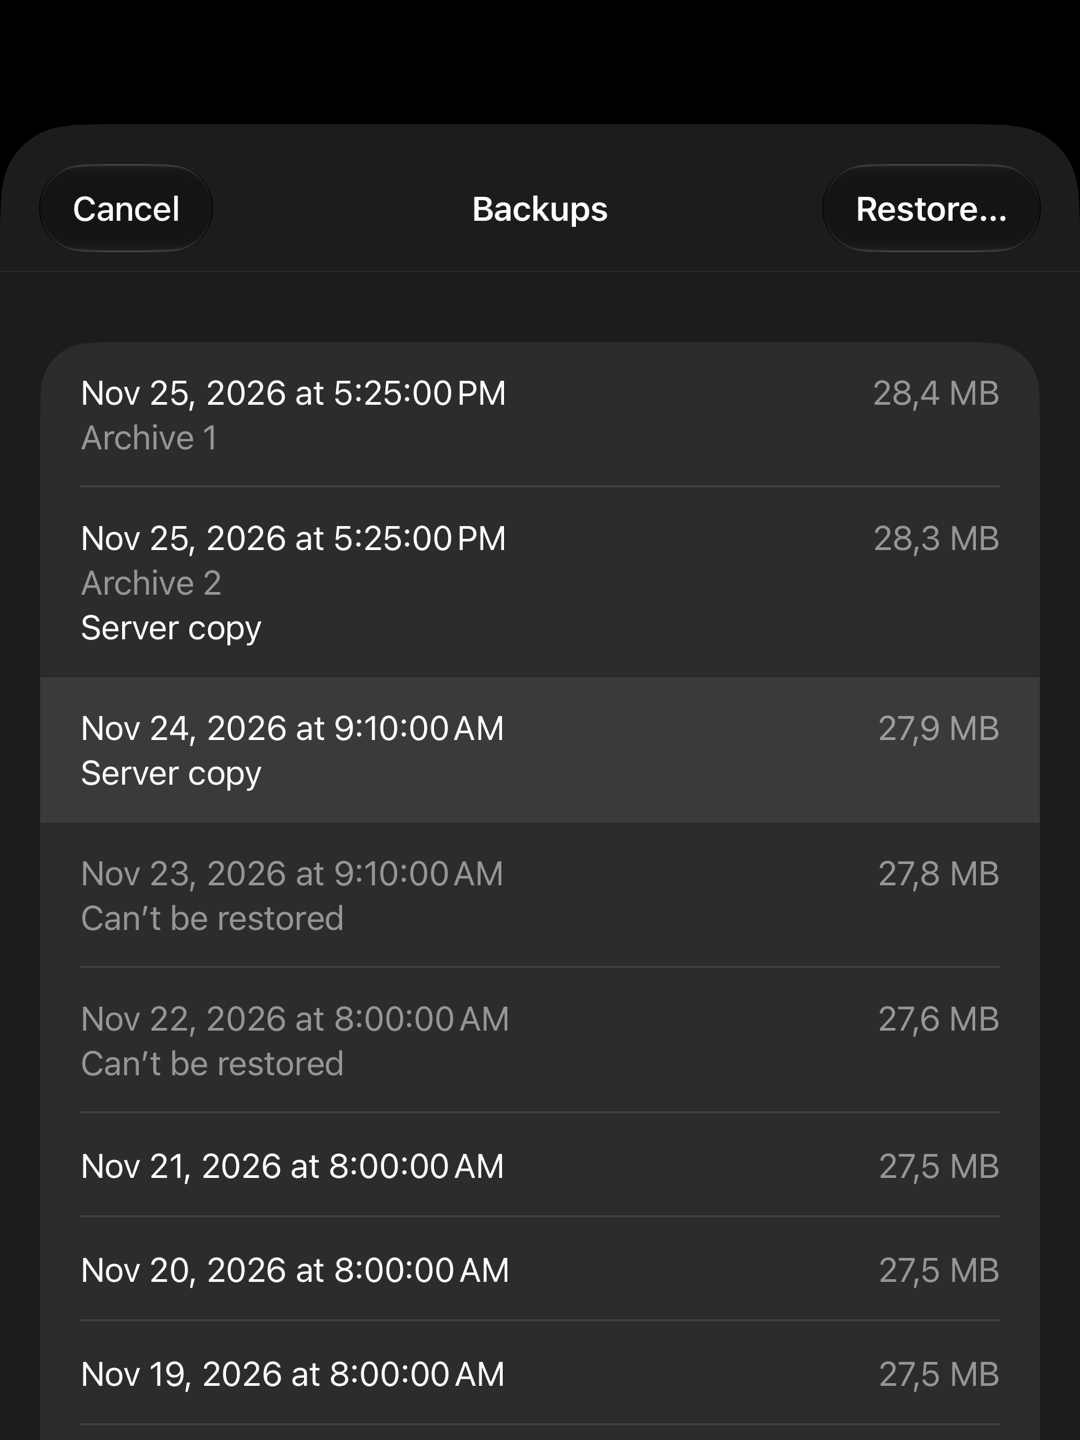 Cancel
Backups
Restore...
Nov 25, 2026 at 5:25:00 PM
28,4 MB
Archive 1
Nov 25, 2026 at 5:25:00 PM
28,3 MB
Archive 2
Server copy
Nov 24, 2026 at 9:10:00 AM
27,9 MB
Server copy
Nov 23, 2026 at 9:10:00 AM
27,8 MB
Can’t be restored
Nov 22, 2026 at 8:00:00 AM
27,6 MB
Can’t be restored
Nov 21, 2026 at 8:00:00 AM
27,5 MB
Nov 20, 2026 at 8:00:00 AM
27,5 MB
Nov 19, 2026 at 8:00:00 AM
27,5 MB